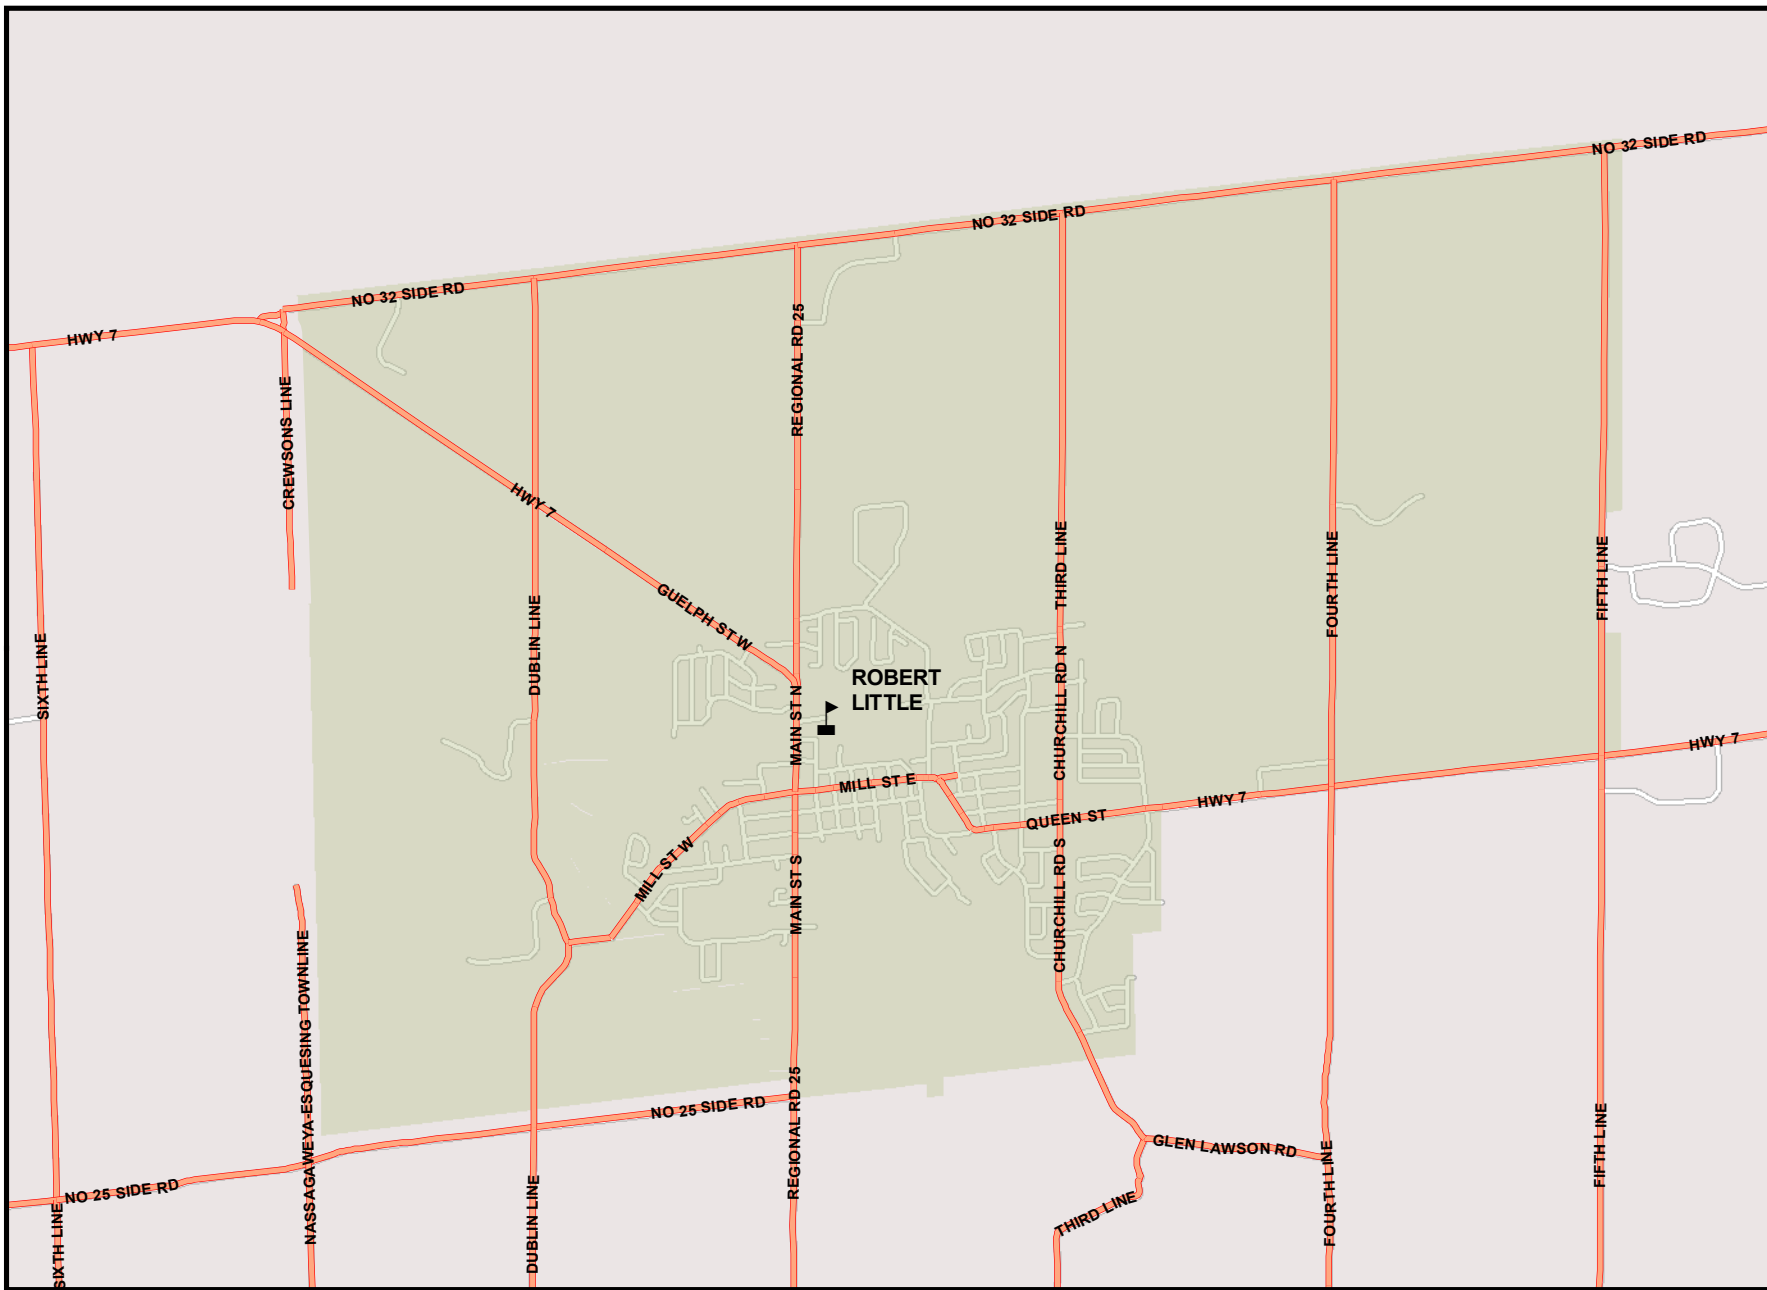 NO 32 SIDE RD
NO 32 SIDE RD
NO 32 SIDE RD
HWY 7
REGIONAL RD 25
CREWSONS LINE
HWY 7
THIRD LINE
FOURTH LINE
FIFTH LINE
DUBLIN LINE
GUELPH ST W
SIXTH LINE
ROBERT
LITTLE
MAIN ST N
CHURCHILL RD N
HWY 7
MILL ST E
HWY 7
QUEEN ST
MILL ST W
MAIN ST S
CHURCHILL RD S
NASSAGAWEYA-ESQUESING TOWNLINE
NO 25 SIDE RD
REGIONAL RD 25
GLEN LAWSON RD
FIFTH LINE
NO 25 SIDE RD
THIRD LINE
FOURTH LINE
DUBLIN LINE
SIXTH LINE